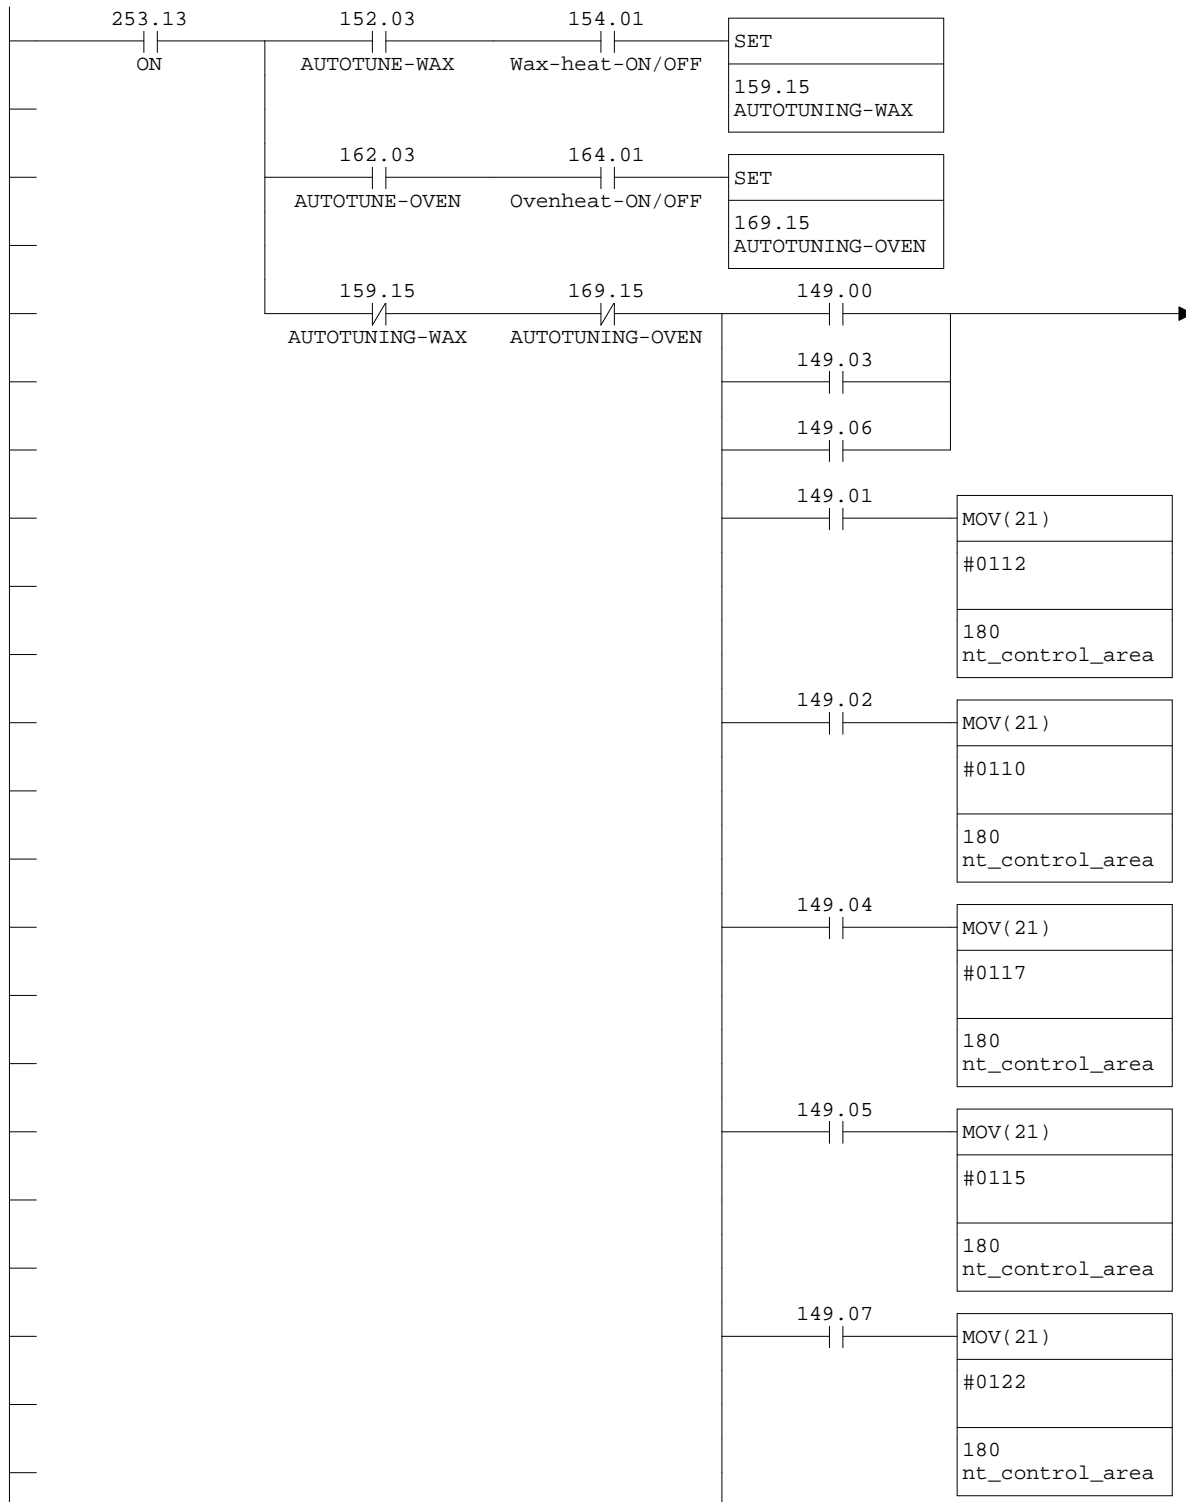 253.13 152.03 154.01
SET
ON AUTOTUNE-WAX Wax-heat-ON/OFF
159.15
AUTOTUNING-WAX
162.03 164.01
SET
AUTOTUNE-OVEN Ovenheat-ON/OFF
169.15
AUTOTUNING-OVEN
159.15 169.15 149.00
AUTOTUNING-WAX AUTOTUNING-OVEN
149.03
149.06
149.01
MOV(21)
#0112
180
nt_control_area
149.02
MOV(21)
#0110
180
nt_control_area
149.04
MOV(21)
#0117
180
nt_control_area
149.05
MOV(21)
#0115
180
nt_control_area
149.07
MOV(21)
#0122
180
nt_control_area